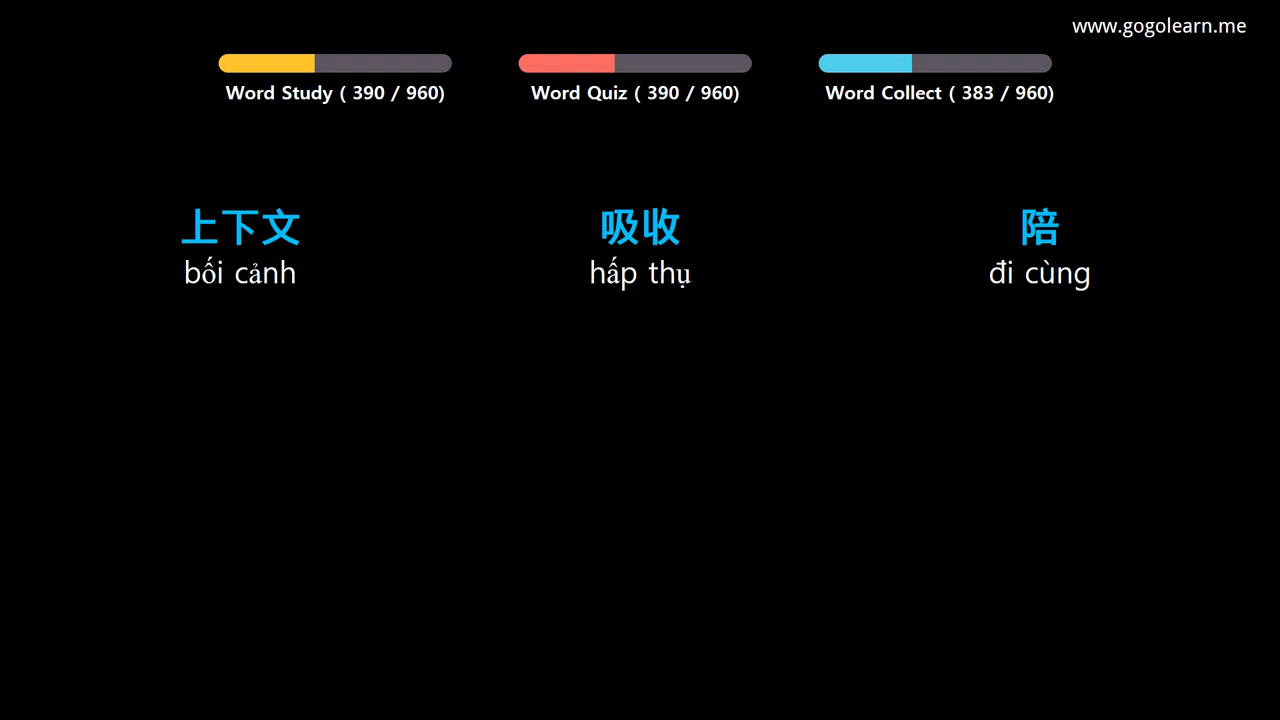 www.gogolearn.me
Word Study ( 390 / 960)
Word Quiz ( 390 / 960)
Word Collect ( 383 / 960)
上下文
bối cảnh
吸收
hấp thụ
陪
đi cùng